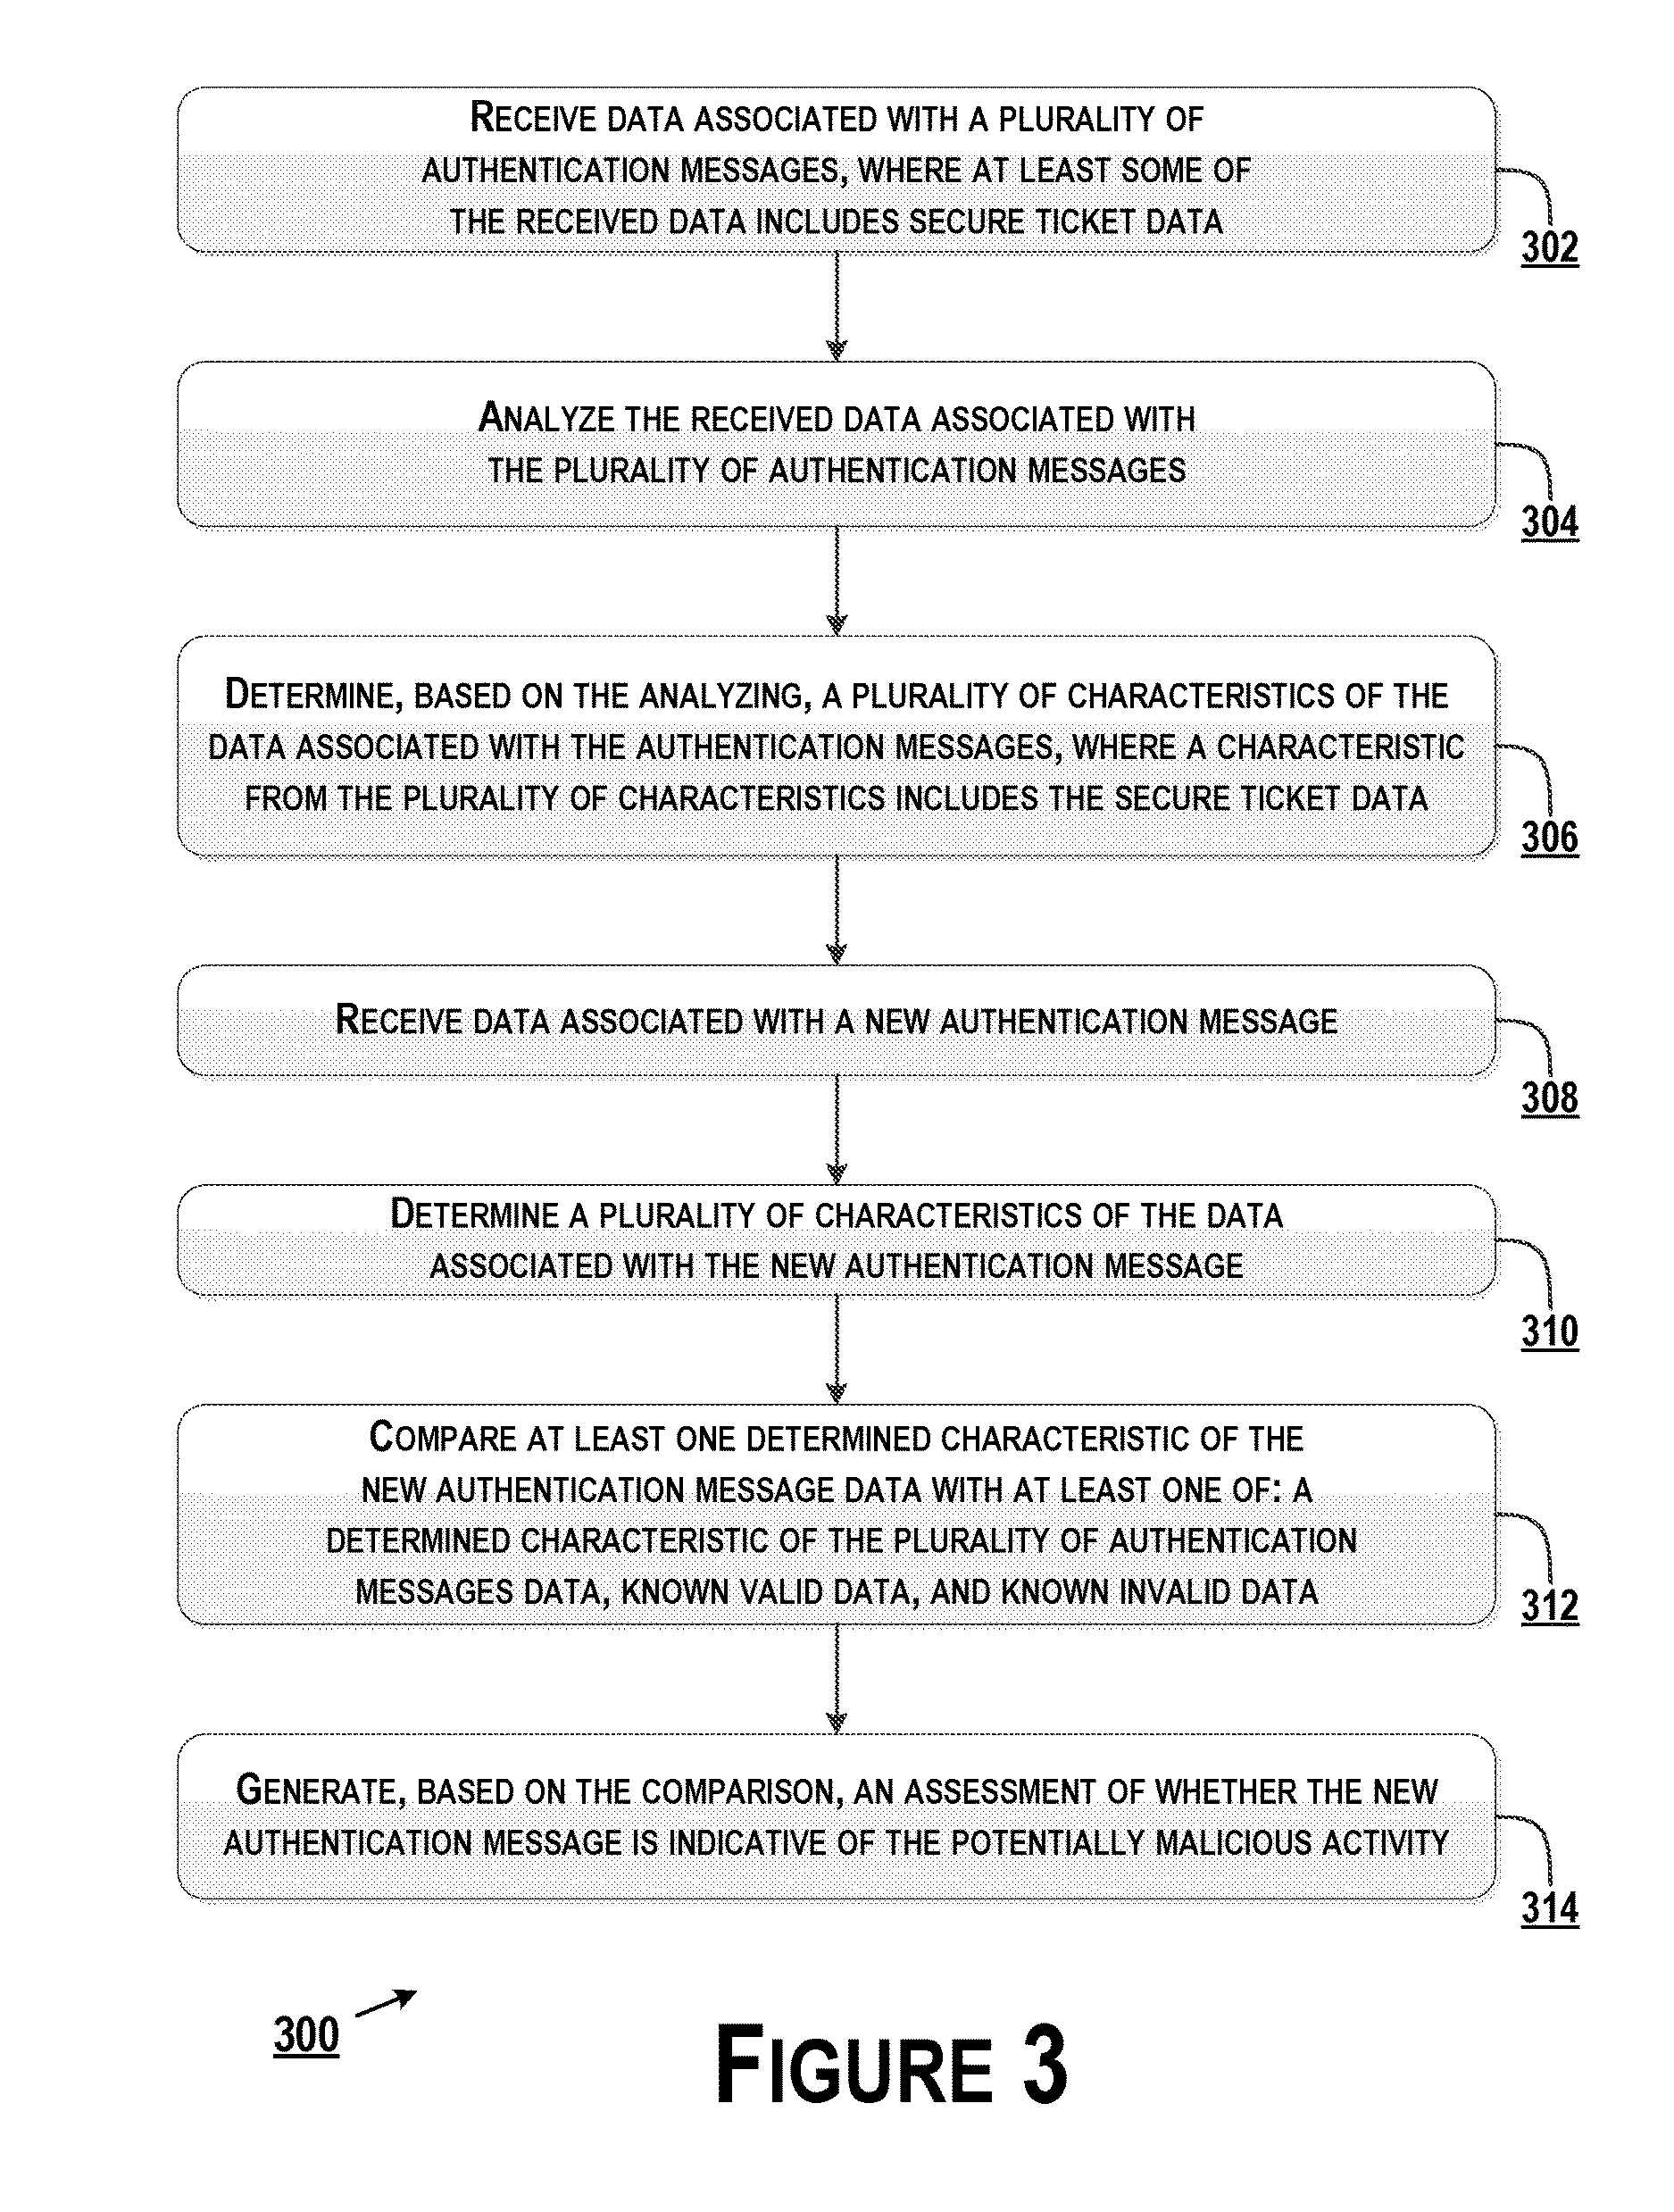 RECEIVE DATA ASSOCIATED WITH A PLURALITY OF
AUTHENTICATION MESSAGES, WHERE AT LEAST SOME OF
THE RECEIVED DATA INCLUDES SECURE TICKET DATA
302
ANALYZE THE RECEIVED DATA ASSOCIATED WITH
THE PLURALITY OF AUTHENTICATION MESSAGES
304
DETERMINE, BASED ON THE ANALYZING, A PLURALITY OF CHARACTERISTICS OF THE
DATA ASSOCIATED WITH THE AUTHENTICATION MESSAGES, WHERE A CHARACTERISTIC
FROM THE PLURALITY OF CHARACTERISTICS INCLUDES THE SECURE TICKET DATA
306
RECEIVE DATA ASSOCIATED WITH A NEW AUTHENTICATION MESSAGE
308
DETERMINE A PLURALITY OF CHARACTERISTICS OF THE DATA
ASSOCIATED WITH THE NEW AUTHENTICATION MESSAGE
310
COMPARE AT LEAST ONE DETERMINED CHARACTERISTIC OF THE
NEW AUTHENTICATION MESSAGE DATA WITH AT LEAST ONE OF: A
DETERMINED CHARACTERISTIC OF THE PLURALITY OF AUTHENTICATION
MESSAGES DATA, KNOWN VALID DATA, AND KNOWN INVALID DATA
312
GENERATE, BASED ON THE COMPARISON, AN ASSESSMENT OF WHETHER THE NEW
AUTHENTICATION MESSAGE IS INDICATIVE OF THE POTENTIALLY MALICIOUS ACTIVITY
314
300
FIGURE 3